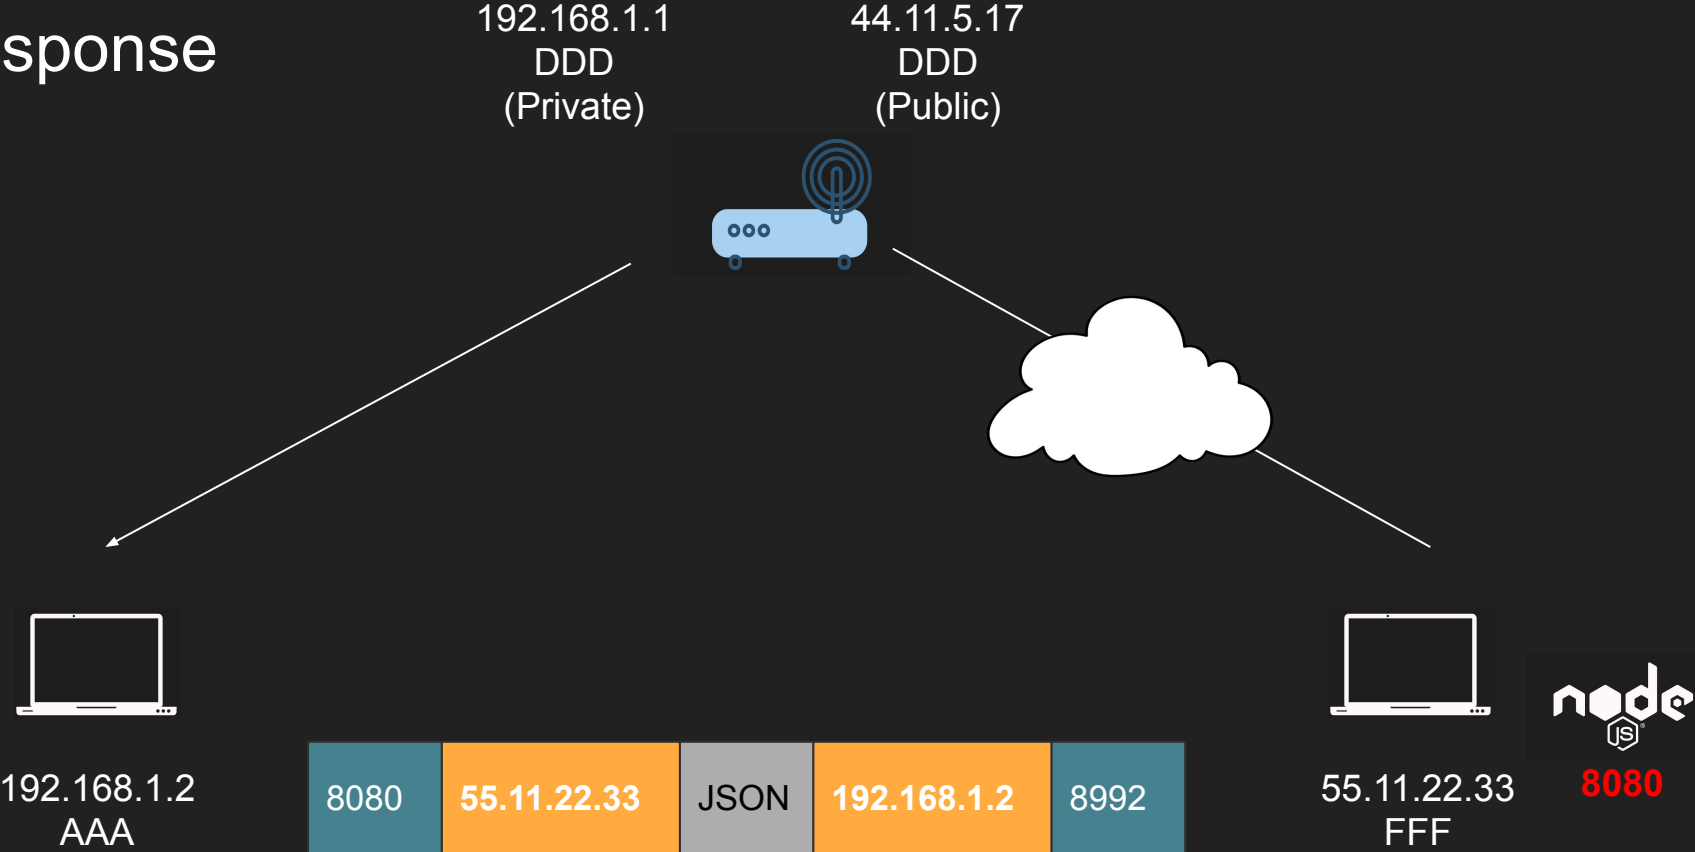 sponse
192.168.1.1
DDD
(Private)
44.11.5.17
DDD
(Public)
192.168.1.2
AAA
8080 55.11.22.33 JSON 192.168.1.2 8992
55.11.22.33
FFF
node
JS
8080